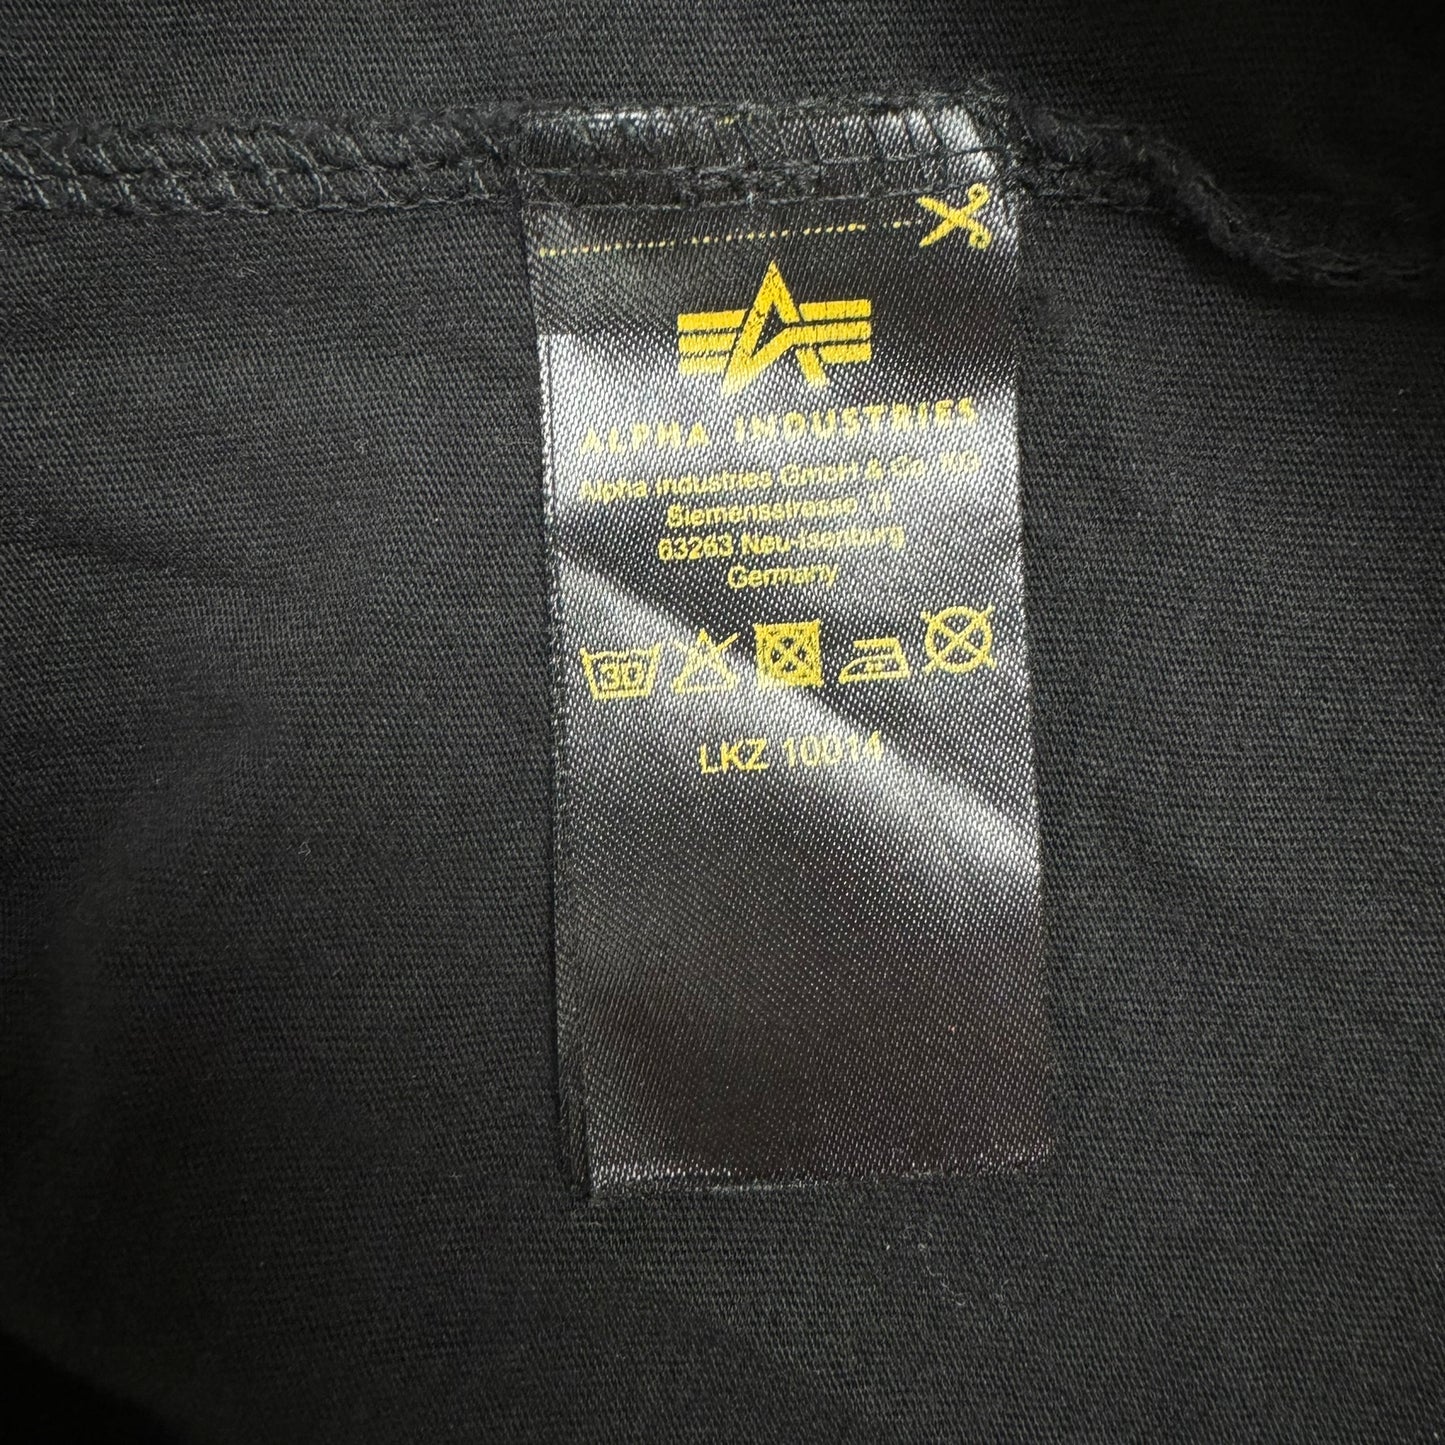 ALPHA INDUSTRIES
Alpha Industries GmbH & Co. KG
Siemensstrasse 11
63263 Neu-Isenburg
Germany
30
LKZ 10014